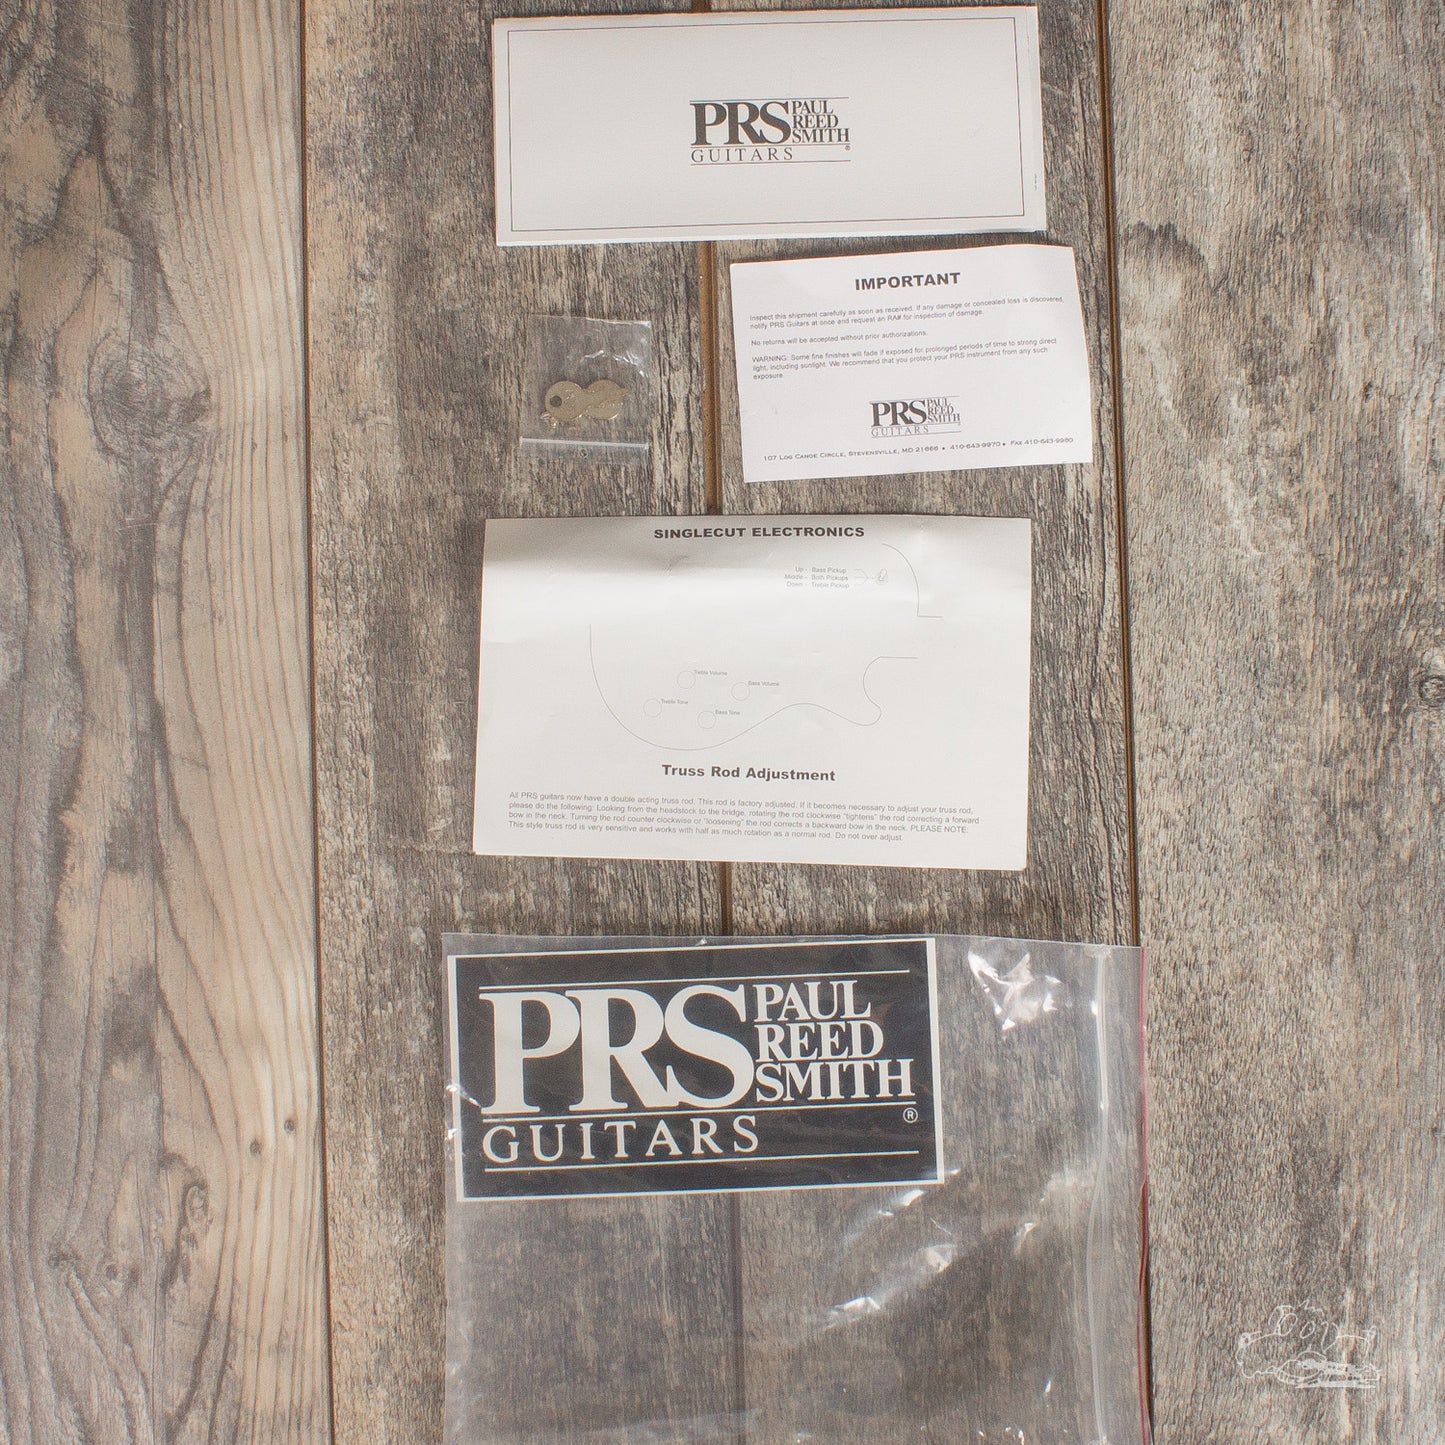 PRS PAUL
REED
SMITH
GUITARS ®
IMPORTANT
Inspect this shipment carefully as soon as received. If any damage or concealed loss is discovered,
notify PRS Guitars at once and request an RA# for inspection of damage.
No returns will be accepted without prior authorizations.
WARNING: Some fine finishes will fade if exposed for prolonged periods of time to strong direct
light, including sunlight. We recommend that you protect your PRS instrument from any such
exposure.
PRS PAUL
REED
SMITH
GUITARS ®
107 Log Canoe Circle, Stevensville, MD 21666 • 410-643-9970 • Fax 410-643-9980
SINGLECUT ELECTRONICS
Up - Bass Pickup
Middle - Both Pickups
Down - Treble Pickup
Treble Volume
Bass Volume
Treble Tone
Bass Tone
Truss Rod Adjustment
All PRS guitars now have a double acting truss rod. This rod is factory adjusted. If it becomes necessary to adjust your truss rod,
please do the following: Looking from the headstock to the bridge, rotating the rod clockwise "tightens" the rod correcting a forward
bow in the neck. Turning the rod counter clockwise or "loosening" the rod corrects a backward bow in the neck. PLEASE NOTE:
This style truss rod is very sensitive and works with half as much rotation as a normal rod. Do not over adjust.
PRS PAUL
REED
SMITH
GUITARS ®